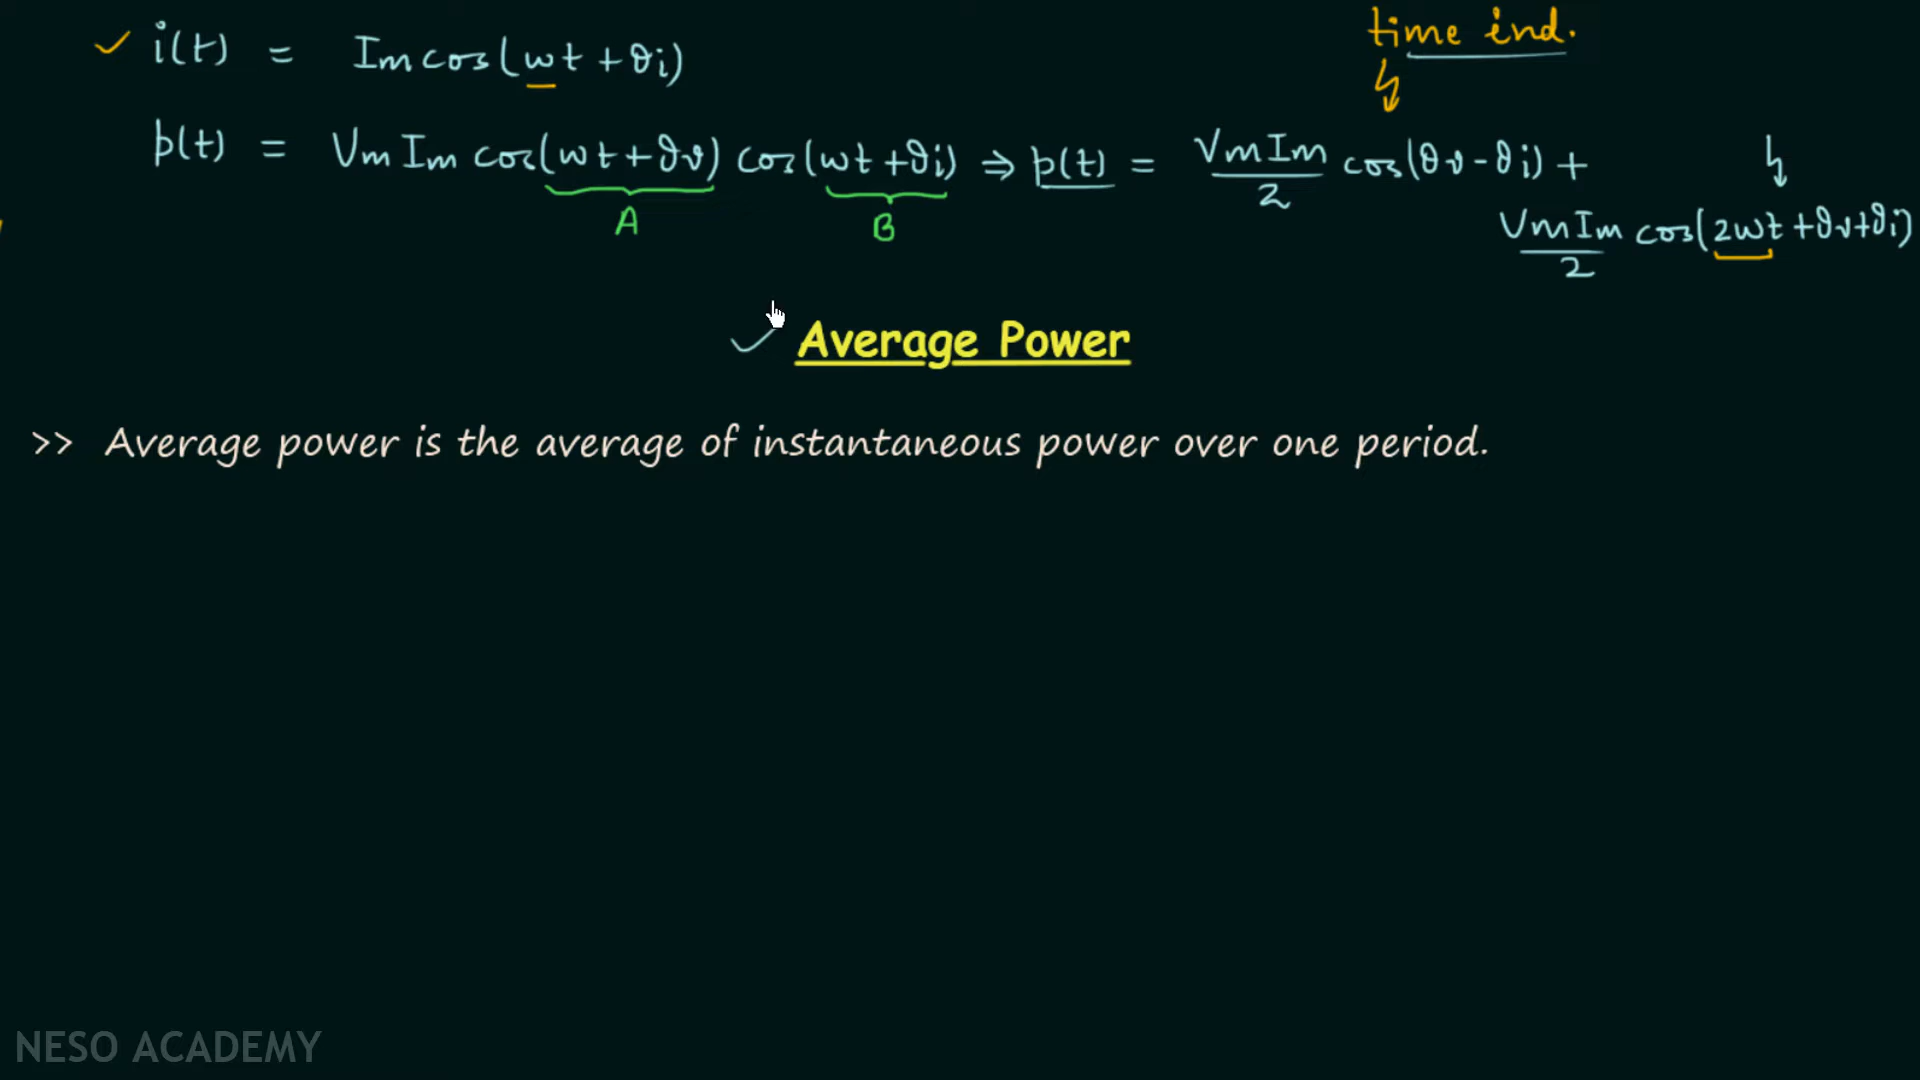 time ind.
✓ i(t) = Im cos(ωt + θi)
p(t) = Vm Im cos(ωt + θv) cos(ωt + θi) ⇒ p(t) = VmIm/2 cos(θv - θi) +
A B VmIm/2 cos(2ωt + θv + θi)
✓ Average Power
>> Average power is the average of instantaneous power over one period.
NESO ACADEMY